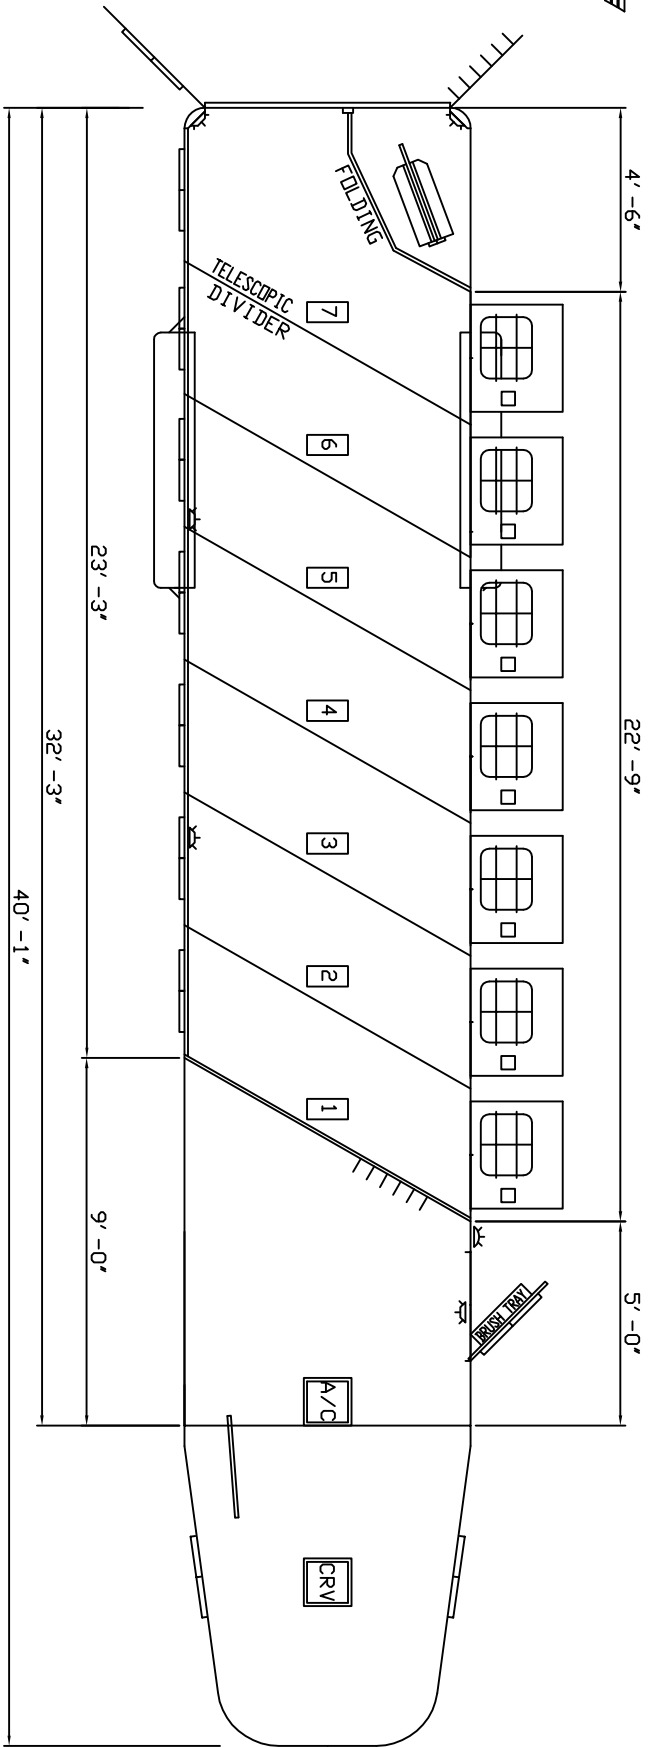 4'-6"
22'-9"
5'-0"
BRUSH TRAY
FOLDING
TELESCOPIC
DIVIDER
7
6
5
4
3
2
1
A/C
CRV
23'-3"
9'-0"
32'-3"
40'-1"